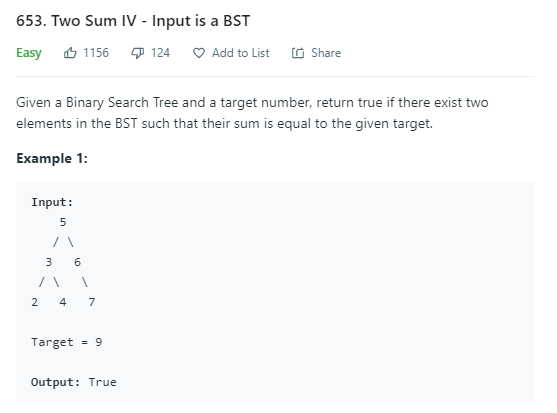 653. Two Sum IV - Input is a BST
Easy 1156 124 Add to List Share
Given a Binary Search Tree and a target number, return true if there exist two
elements in the BST such that their sum is equal to the given target.
Example 1:
Input:
    5
   / \
  3   6
 / \   \
2   4   7
Target = 9
Output: True